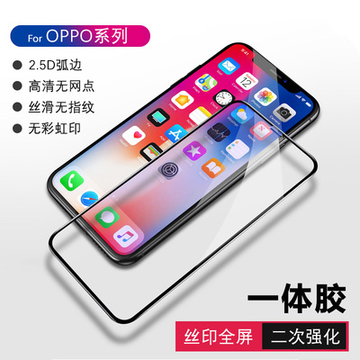 For OPPO系列
2.5D弧边
高清无网点
丝滑无指纹
无彩虹印
一体胶
丝印全屏
二次强化